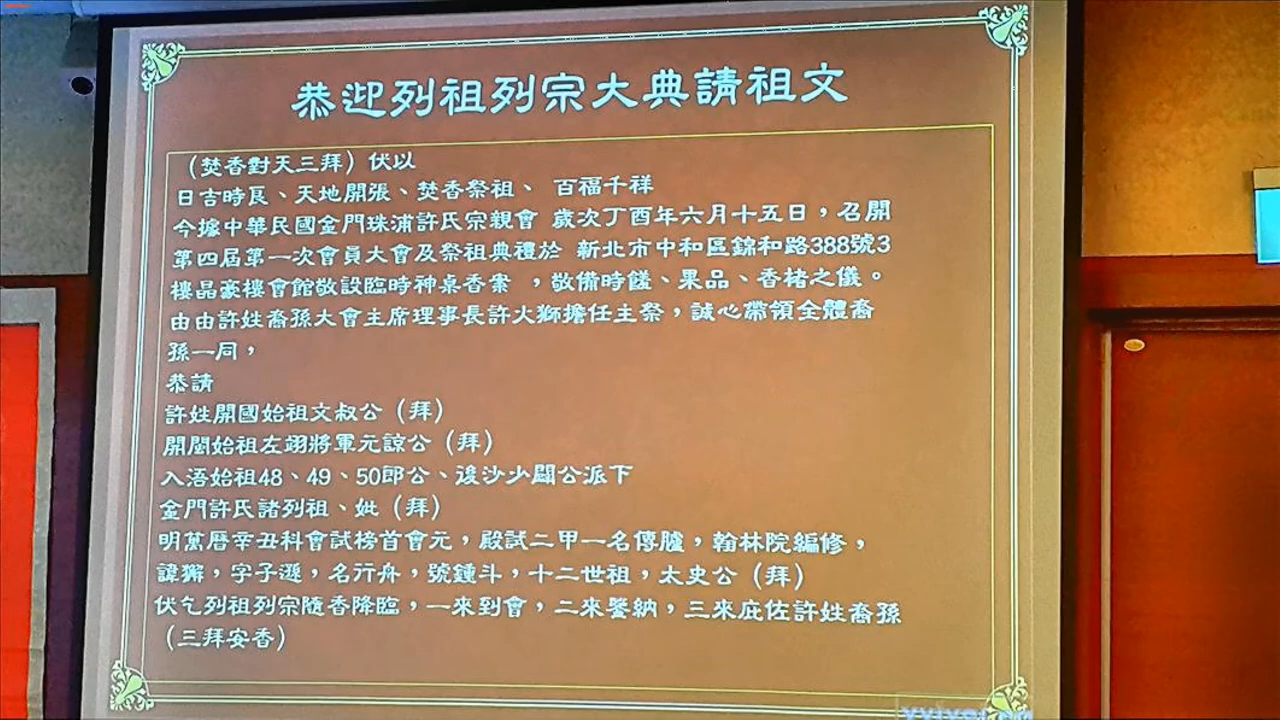 恭迎列祖列宗大典請祖文
（焚香對天三拜）伏以
日吉時良、天地開張、焚香祭祖、 百福千祥
今據中華民國金門珠浦許氏宗親會 歲次丁酉年六月十五日，召開
第四屆第一次會員大會及祭祖典禮於 新北市中和區錦和路388號3
樓晶豪樓會館敬設臨時神桌香案 ，敬備時饈、果品、香楮之儀。
由由許姓裔孫大會主席理事長許火獅擔任主祭，誠心帶領全體裔
孫一同，
恭請
許姓開國始祖文叔公（拜）
開閩始祖左翊將軍元諒公（拜）
入浯始祖48、49、50郎公、後沙少闢公派下
金門許氏諸列祖、妣（拜）
明萬曆辛丑科會試榜首會元，殿試二甲一名傳臚，翰林院編修，
諱獬，字子遜，名行舟，號鍾斗，十二世祖，太史公（拜）
伏乞列祖列宗隨香降臨，一來到會，二來鑒納，三來庇佐許姓裔孫
（三拜安香）